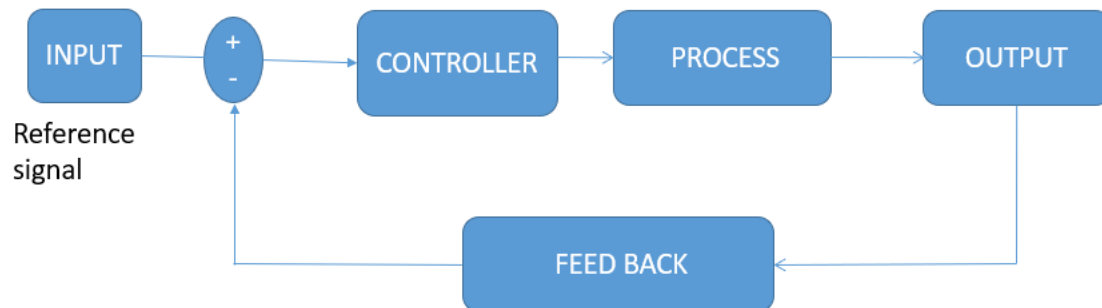 INPUT
+
-
CONTROLLER
PROCESS
OUTPUT
Reference
signal
FEED BACK